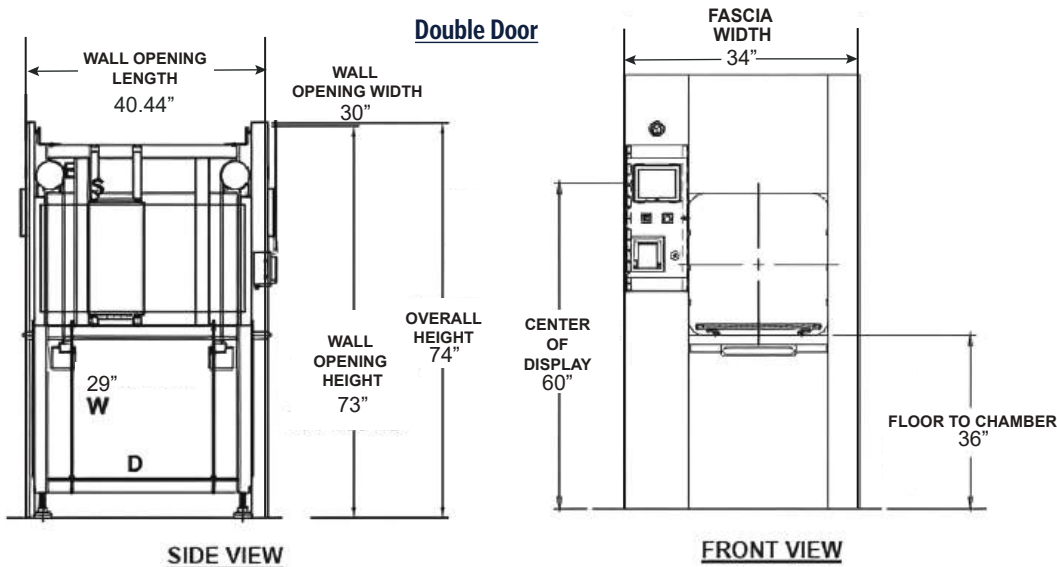 Double Door
WALL OPENING
LENGTH
40.44”
WALL
OPENING WIDTH
30”
E
S
29”
W
D
WALL
OPENING
HEIGHT
73”
OVERALL
HEIGHT
74”
SIDE VIEW
FASCIA
WIDTH
34”
CENTER
OF
DISPLAY
60”
FLOOR TO CHAMBER
36”
FRONT VIEW